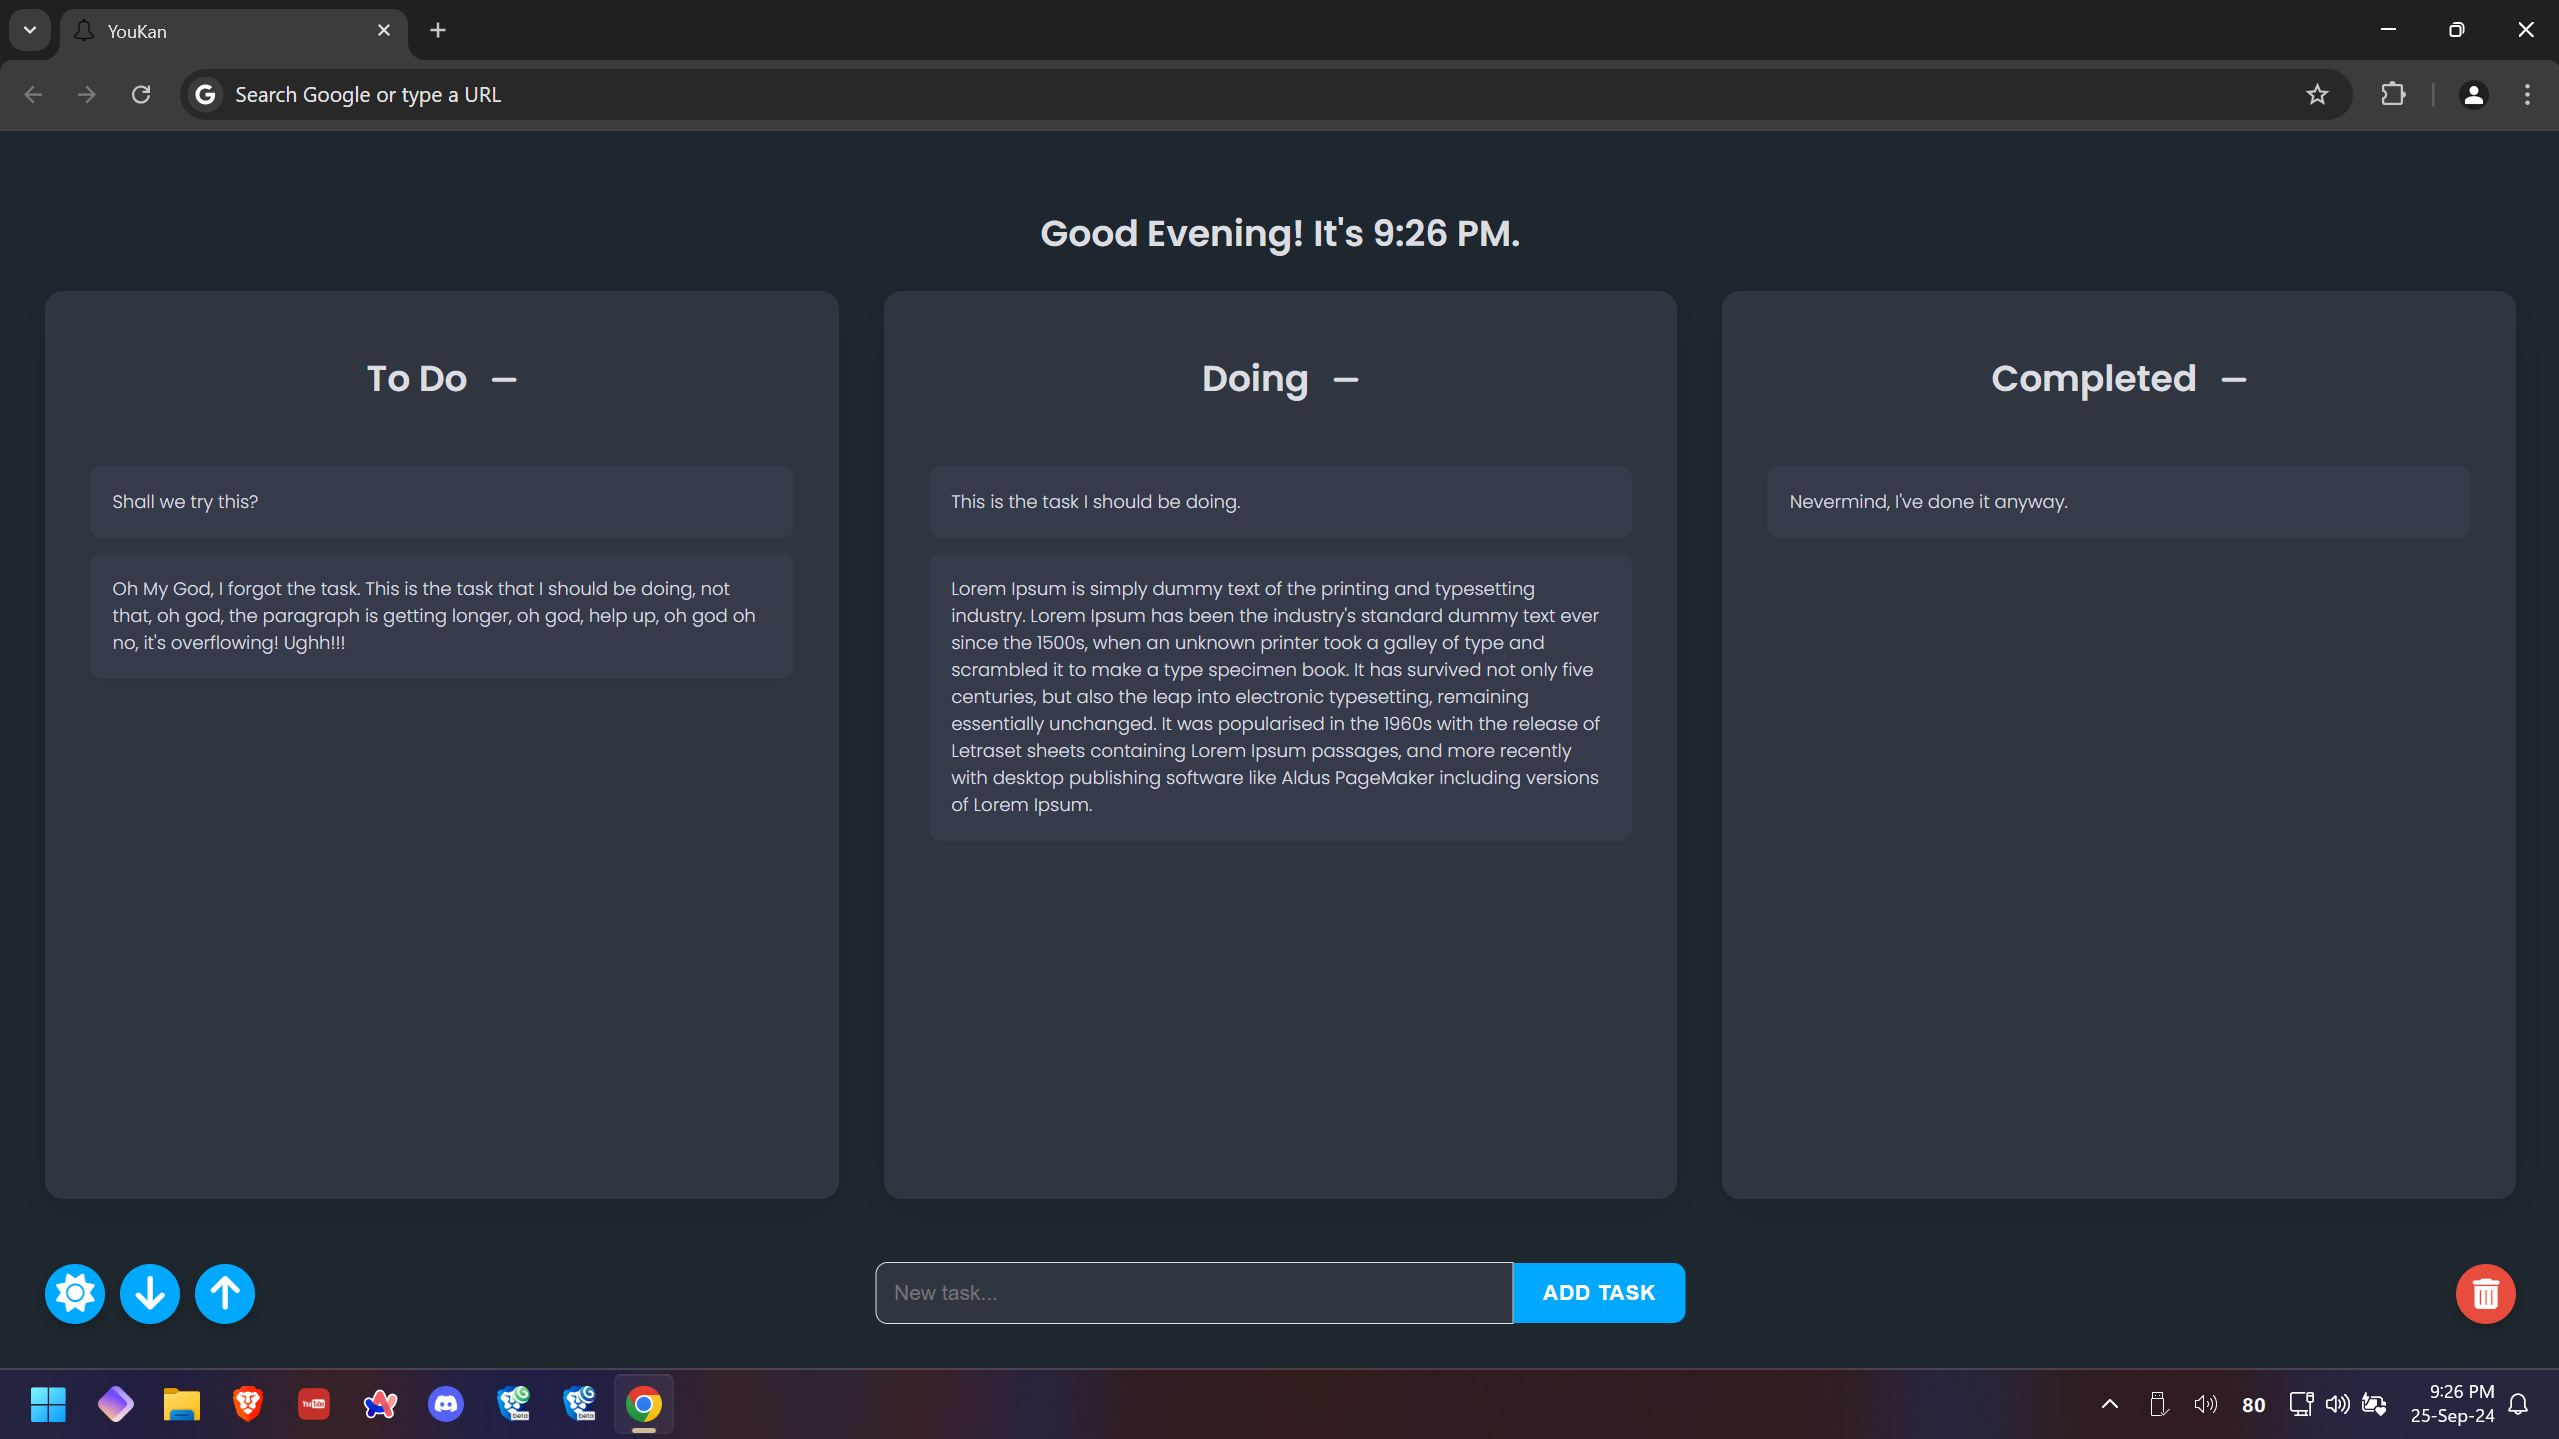 YouKan
Search Google or type a URL
Good Evening! It's 9:26 PM.
To Do
Shall we try this?
Oh My God, I forgot the task. This is the task that I should be doing, not
that, oh god, the paragraph is getting longer, oh god, help up, oh god oh
no, it's overflowing! Ughh!!!
Doing
This is the task I should be doing.
Lorem Ipsum is simply dummy text of the printing and typesetting
industry. Lorem Ipsum has been the industry's standard dummy text ever
since the 1500s, when an unknown printer took a galley of type and
scrambled it to make a type specimen book. It has survived not only five
centuries, but also the leap into electronic typesetting, remaining
essentially unchanged. It was popularised in the 1960s with the release of
Letraset sheets containing Lorem Ipsum passages, and more recently
with desktop publishing software like Aldus PageMaker including versions
of Lorem Ipsum.
Completed
Nevermind, I've done it anyway.
New task...
ADD TASK
YouTube
beta
beta
80
9:26 PM
25-Sep-24